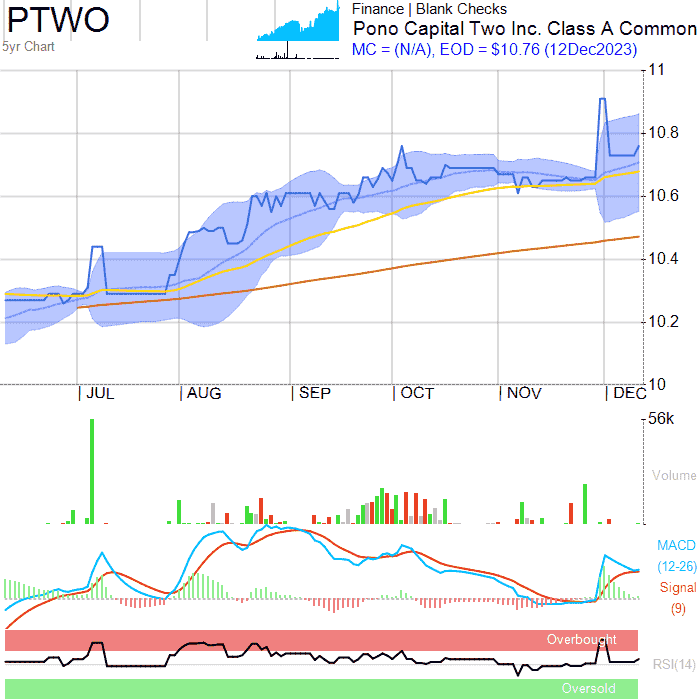 PTWO
5yr Chart
Finance | Blank Checks
Pono Capital Two Inc. Class A Common
MC = (N/A), EOD = $10.76 (12Dec2023)
11
10.8
10.6
10.4
10.2
10
| JUL
| AUG
| SEP
| OCT
| NOV
| DEC
56k
Volume
MACD
(12-26)
Signal
(9)
Overbought
RSI(14)
Oversold